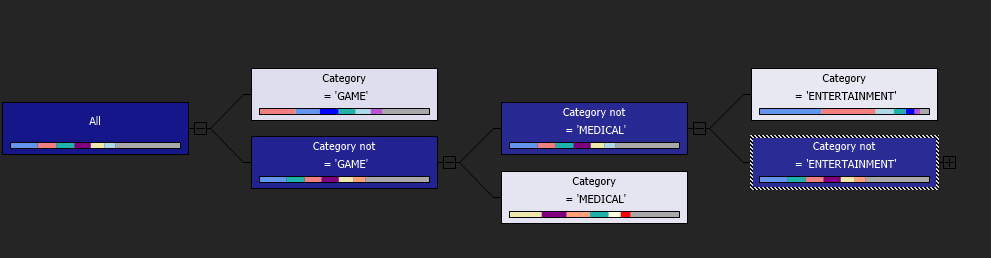 All
Category
= 'GAME'
Category not
= 'GAME'
Category not
= 'MEDICAL'
Category
= 'MEDICAL'
Category
= 'ENTERTAINMENT'
Category not
= 'ENTERTAINMENT'